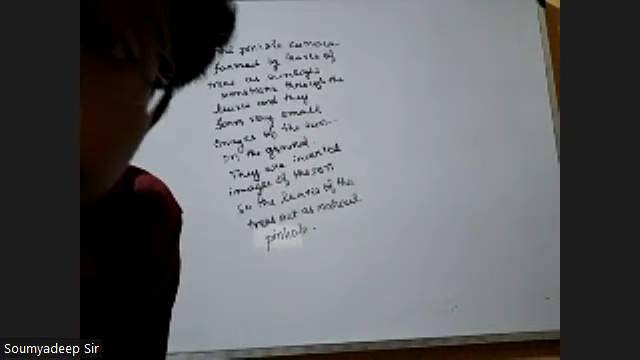 the pinhole camera
formed by leaves of
trees as sunlight
through the
leaves and they
form very small
images of the sun
on the ground.
They are inverted
images of the sun
So the leaves of the
trees act as natural
pinhole.
Soumyadeep Sir